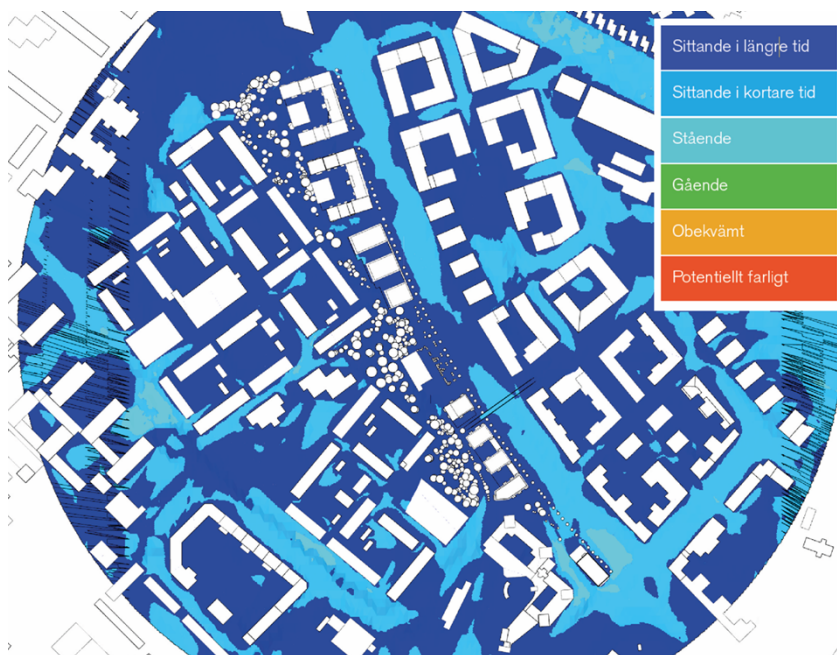 Sittande i längre tid
Sittande i kortare tid
Stående
Gående
Obekvämt
Potentiellt farligt